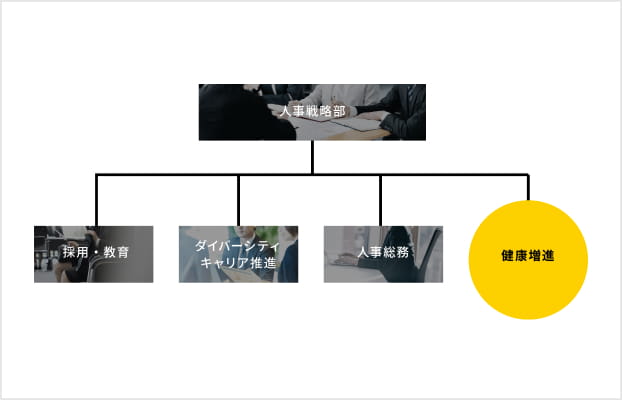 人事戦略部
採用・教育
ダイバーシティ
キャリア推進
人事総務
健康増進